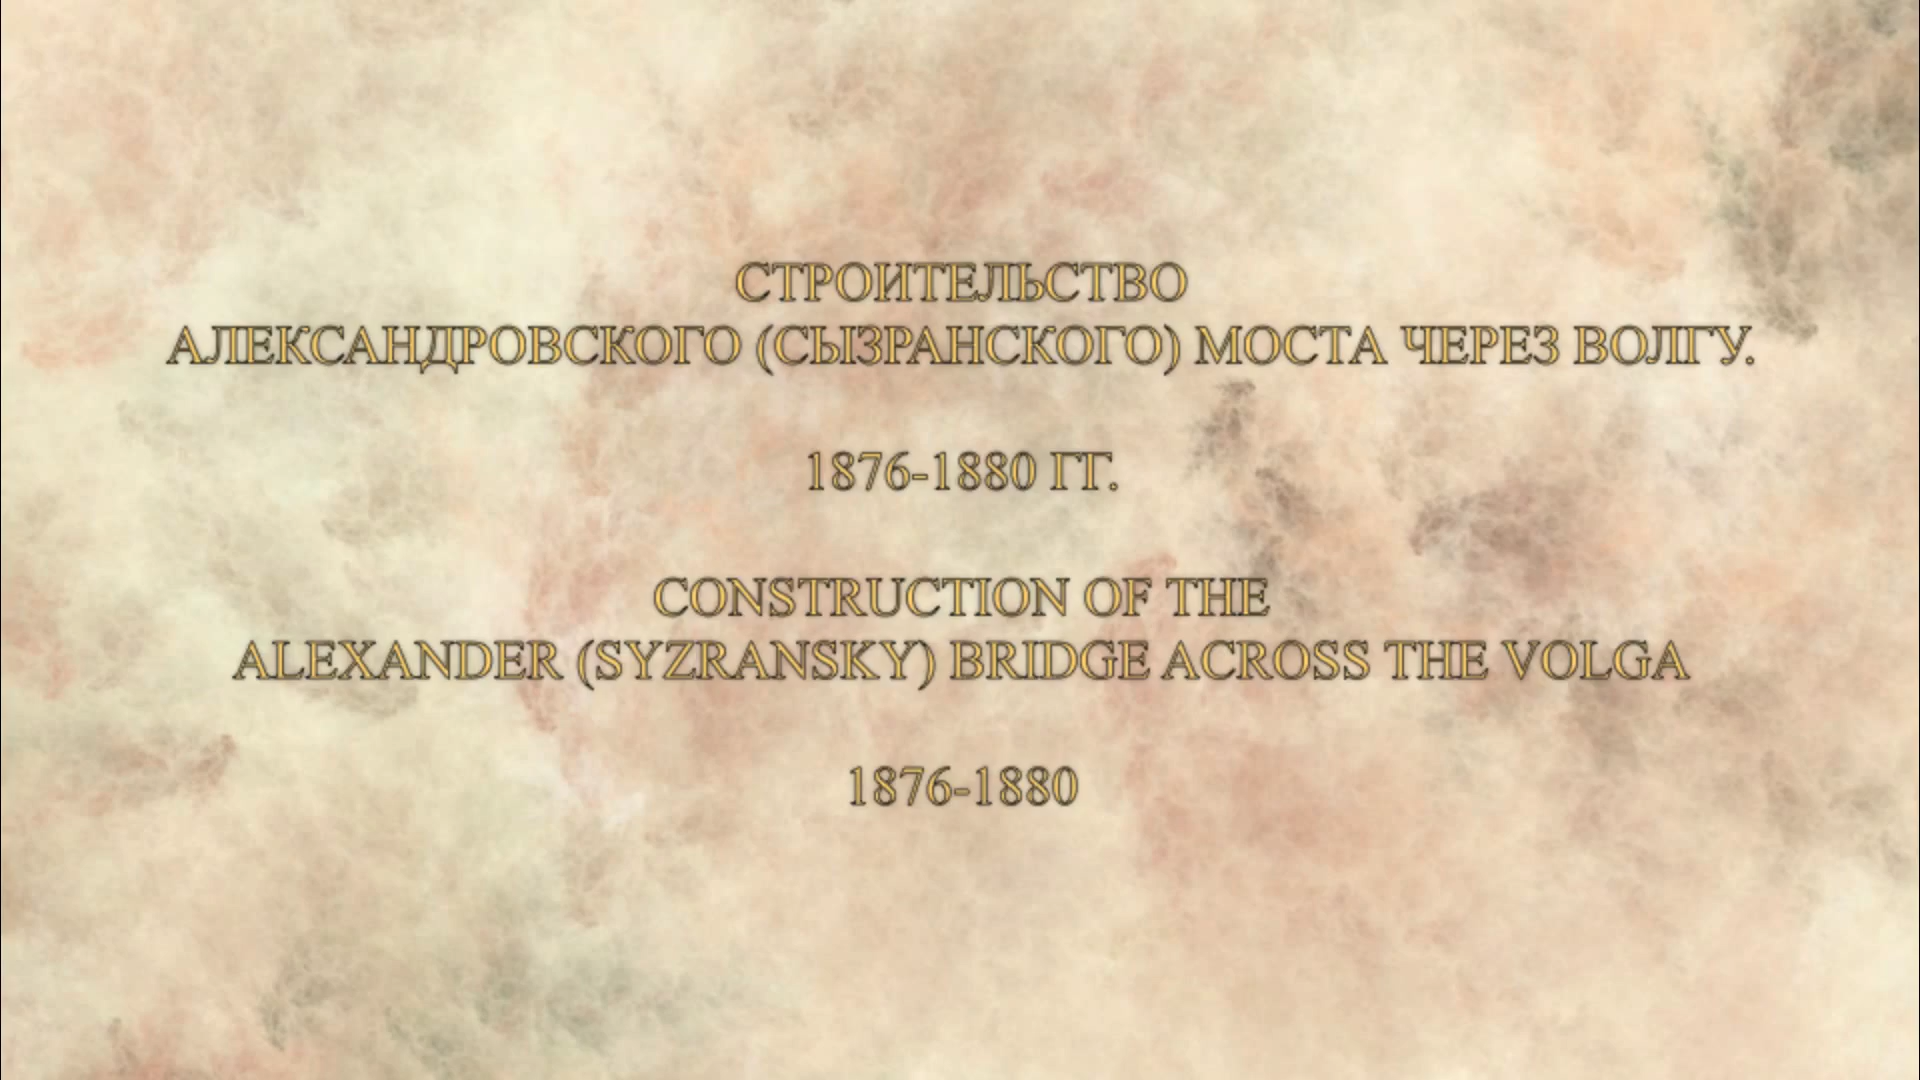 СТРОИТЕЛЬСТВО
АЛЕКСАНДРОВСКОГО (СЫЗРАНСКОГО) МОСТА ЧЕРЕЗ ВОЛГУ.
1876-1880 ГГ.
CONSTRUCTION OF THE
ALEXANDER (SYZRANSKY) BRIDGE ACROSS THE VOLGA
1876-1880